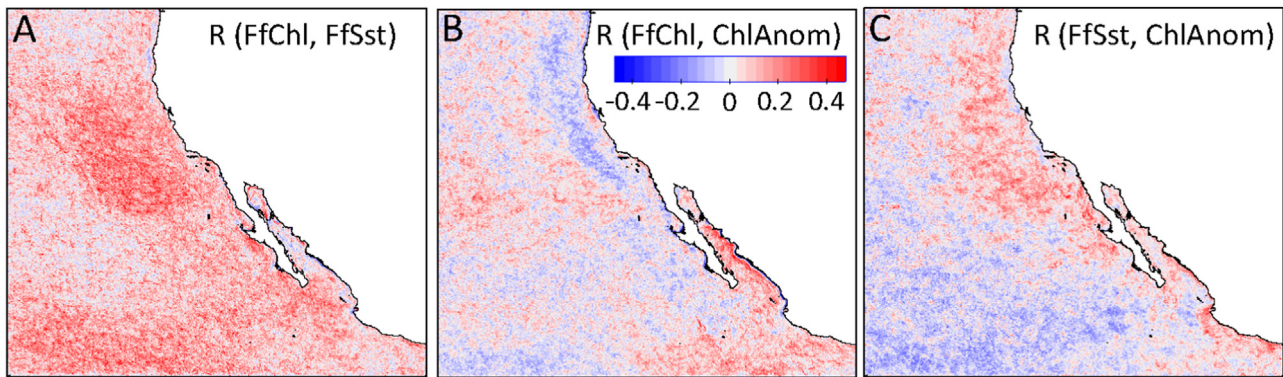 A
R (FfChl, FfSst)
B
R (FfChl, ChlAnom)
-0.4 -0.2 0 0.2 0.4
C
R (FfSst, ChlAnom)